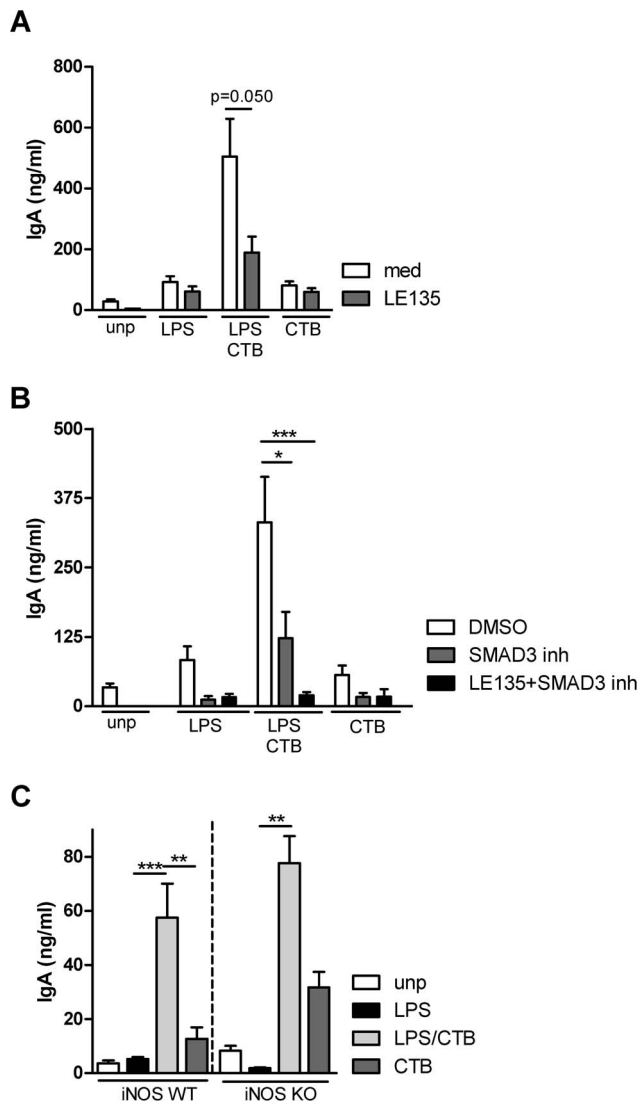 A
800
600
400
200
0
IgA (ng/ml)
p=0.050
unp
LPS
LPS
CTB
CTB
med
LE135
B
500
375
250
125
0
IgA (ng/ml)
***
*
unp
LPS
LPS
CTB
CTB
DMSO
SMAD3 inh
LE135+SMAD3 inh
C
80
60
40
20
0
IgA (ng/ml)
***
**
**
iNOS WT
iNOS KO
unp
LPS
LPS/CTB
CTB